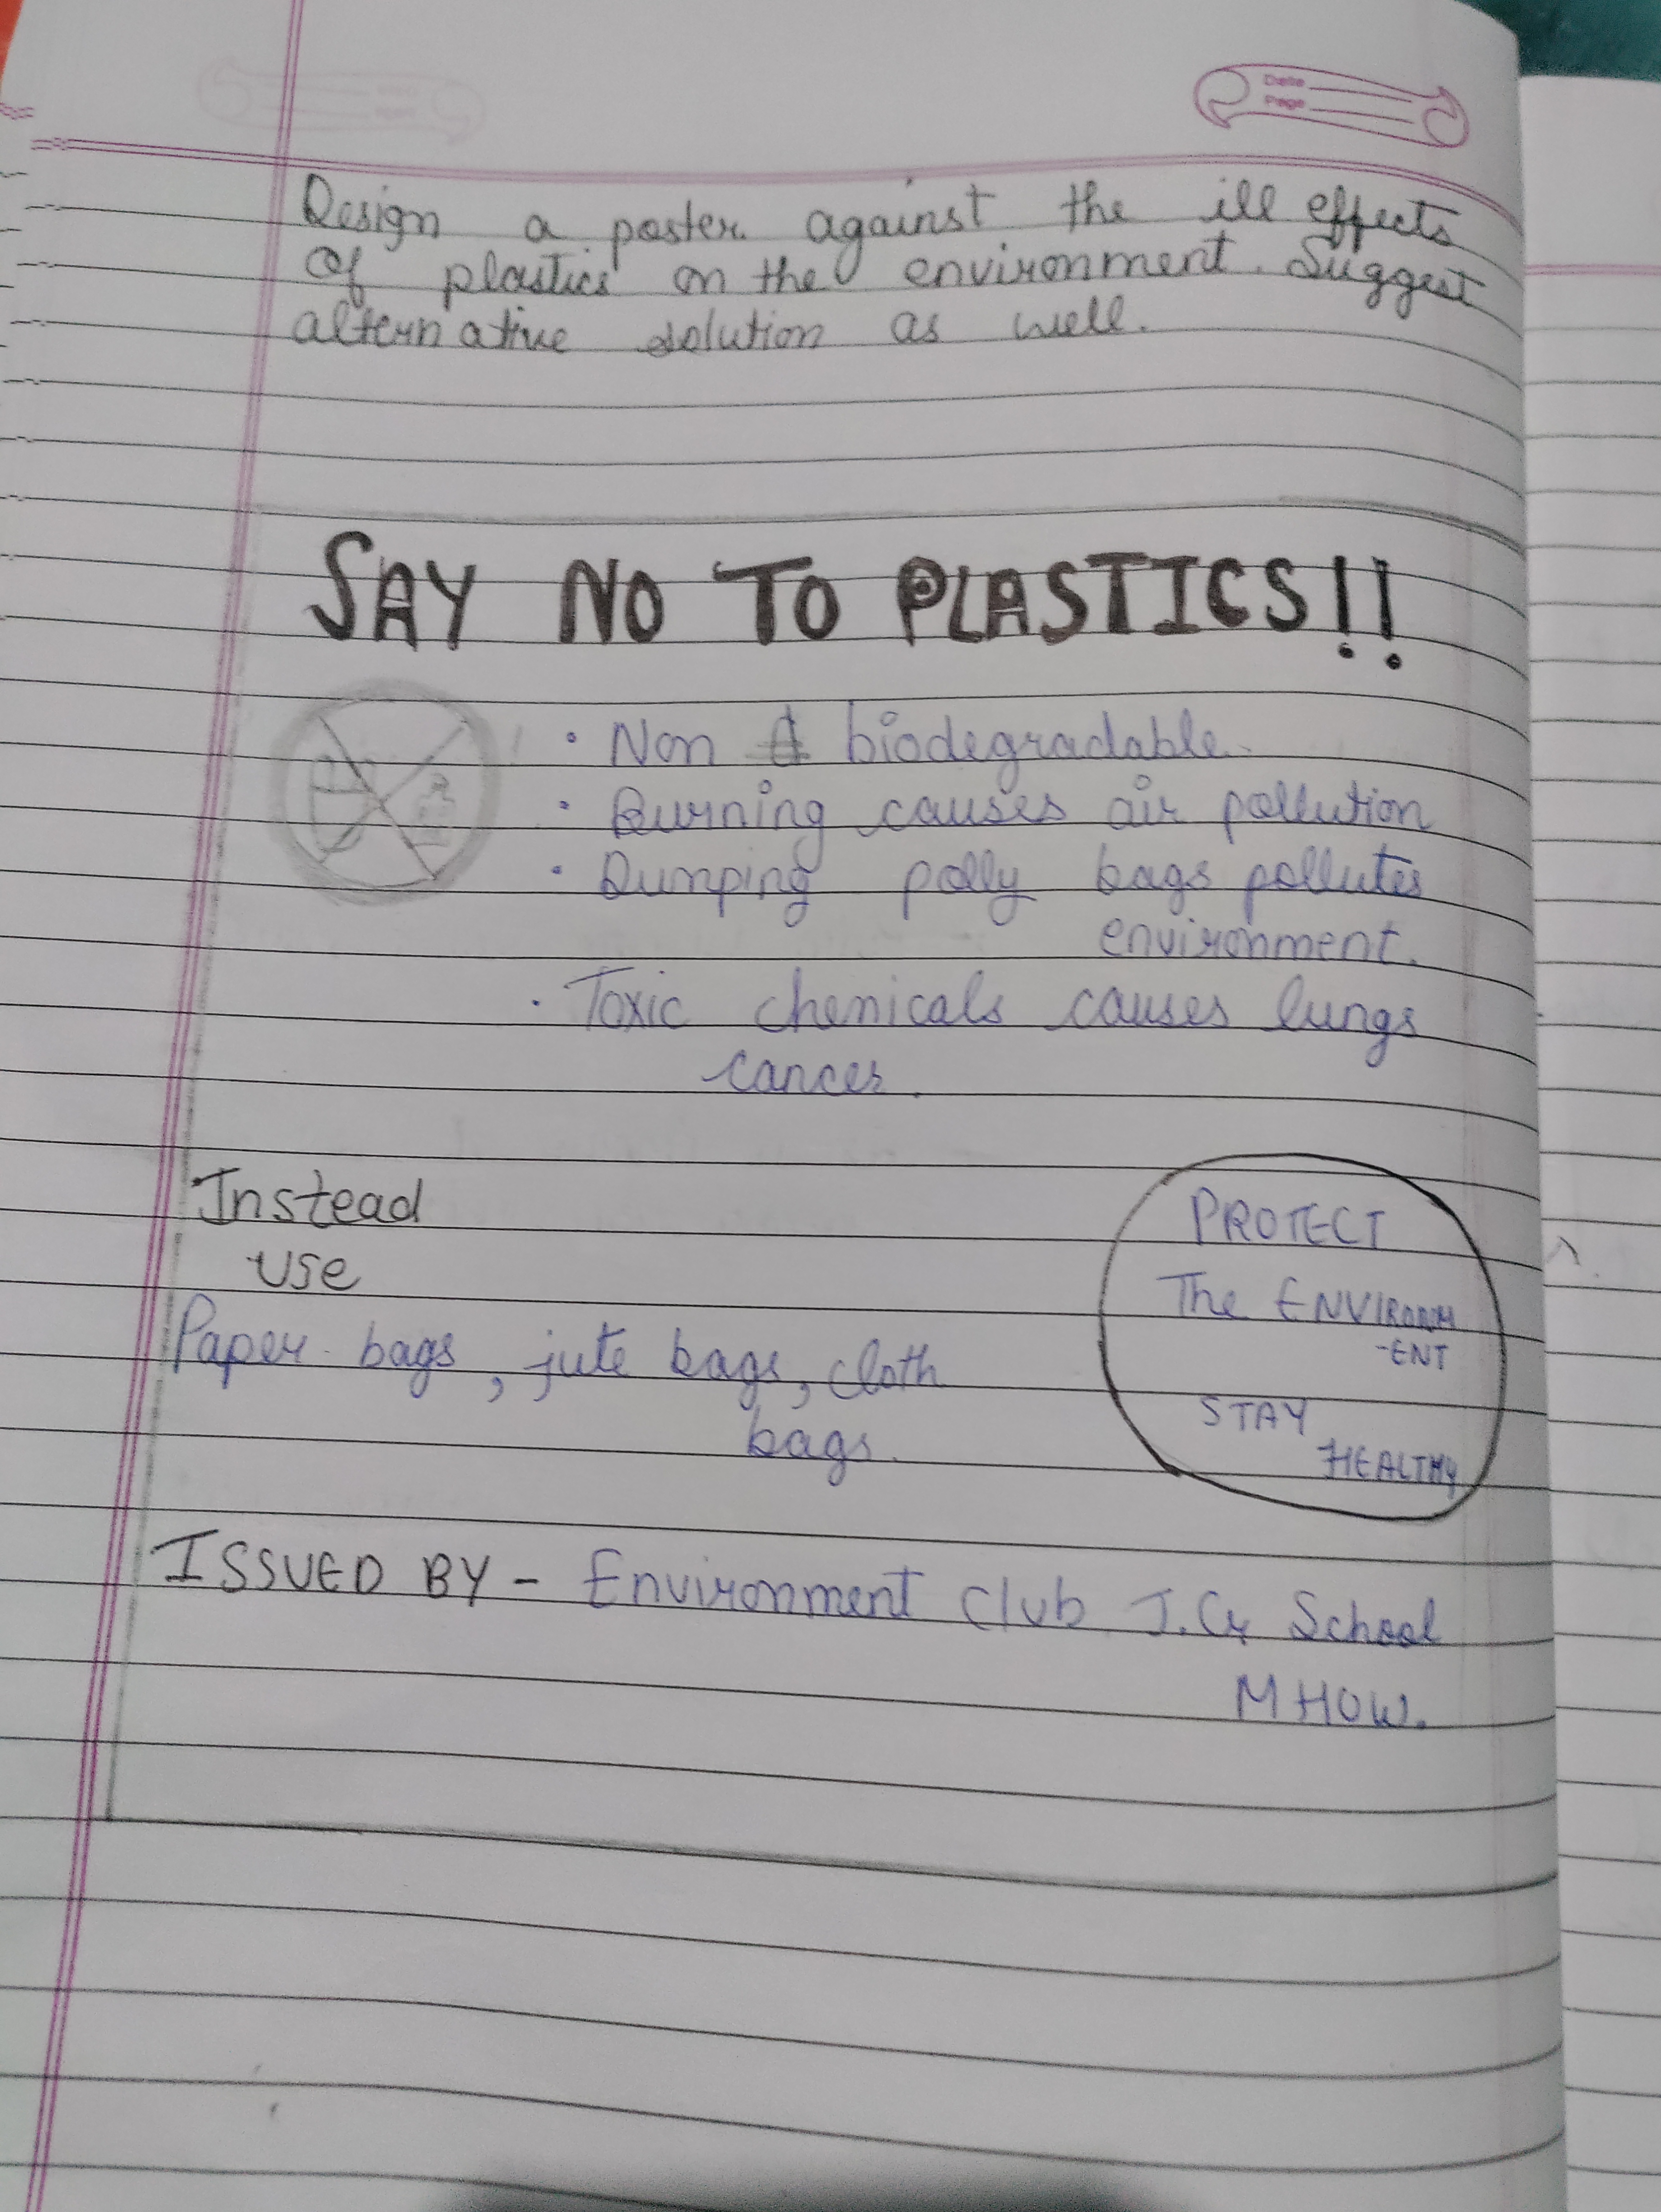 Date
Page
Design a poster against the ill effects
of plastics on the environment. Suggest
alternative solution as well.
SAY NO TO PLASTICS!!
• Non biodegradable.
• Burning causes air pollution
• Dumping polly bags pollutes
environment.
• Toxic chemicals causes lungs
cancer.
Instead
use
Paper bags, jute bags, cloth
bags.
PROTECT
The ENVIRONM
-ENT
STAY
HEALTHY
ISSUED BY - Environment Club School
MHOW.